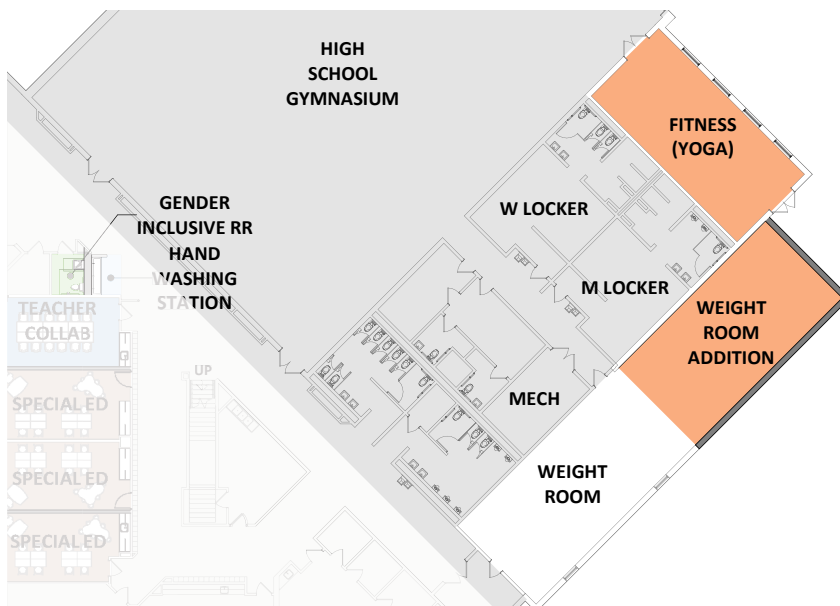 HIGH
SCHOOL
GYMNASIUM
FITNESS
(YOGA)
GENDER
INCLUSIVE RR
HAND
WASHING
STATION
W LOCKER
M LOCKER
WEIGHT
ROOM
ADDITION
TEACHER
COLLAB
UP
MECH
SPECIAL ED
SPECIAL ED
SPECIAL ED
WEIGHT
ROOM